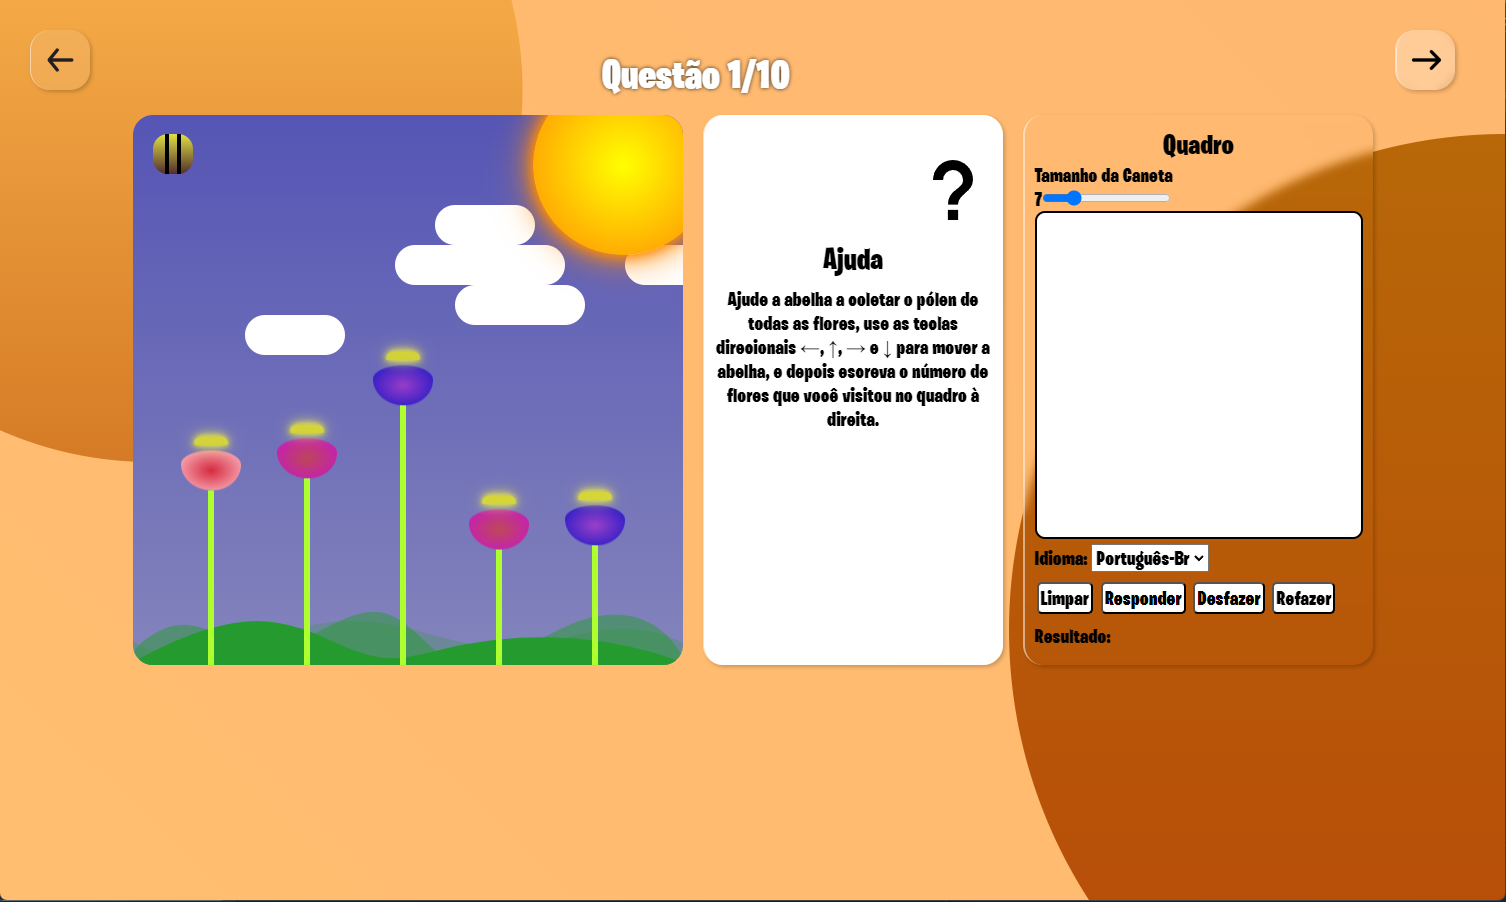 Questão 1/10
?
Ajuda
Ajude a abelha a coletar o pólen de
todas as flores, use as teclas
direcionais ←, ↑, → e ↓ para mover a
abelha, e depois escreva o número de
flores que você visitou no quadro à
direita.
Quadro
Tamanho da Caneta
7
Idioma: Português-Br
Limpar Responder Desfazer Refazer
Resultado: